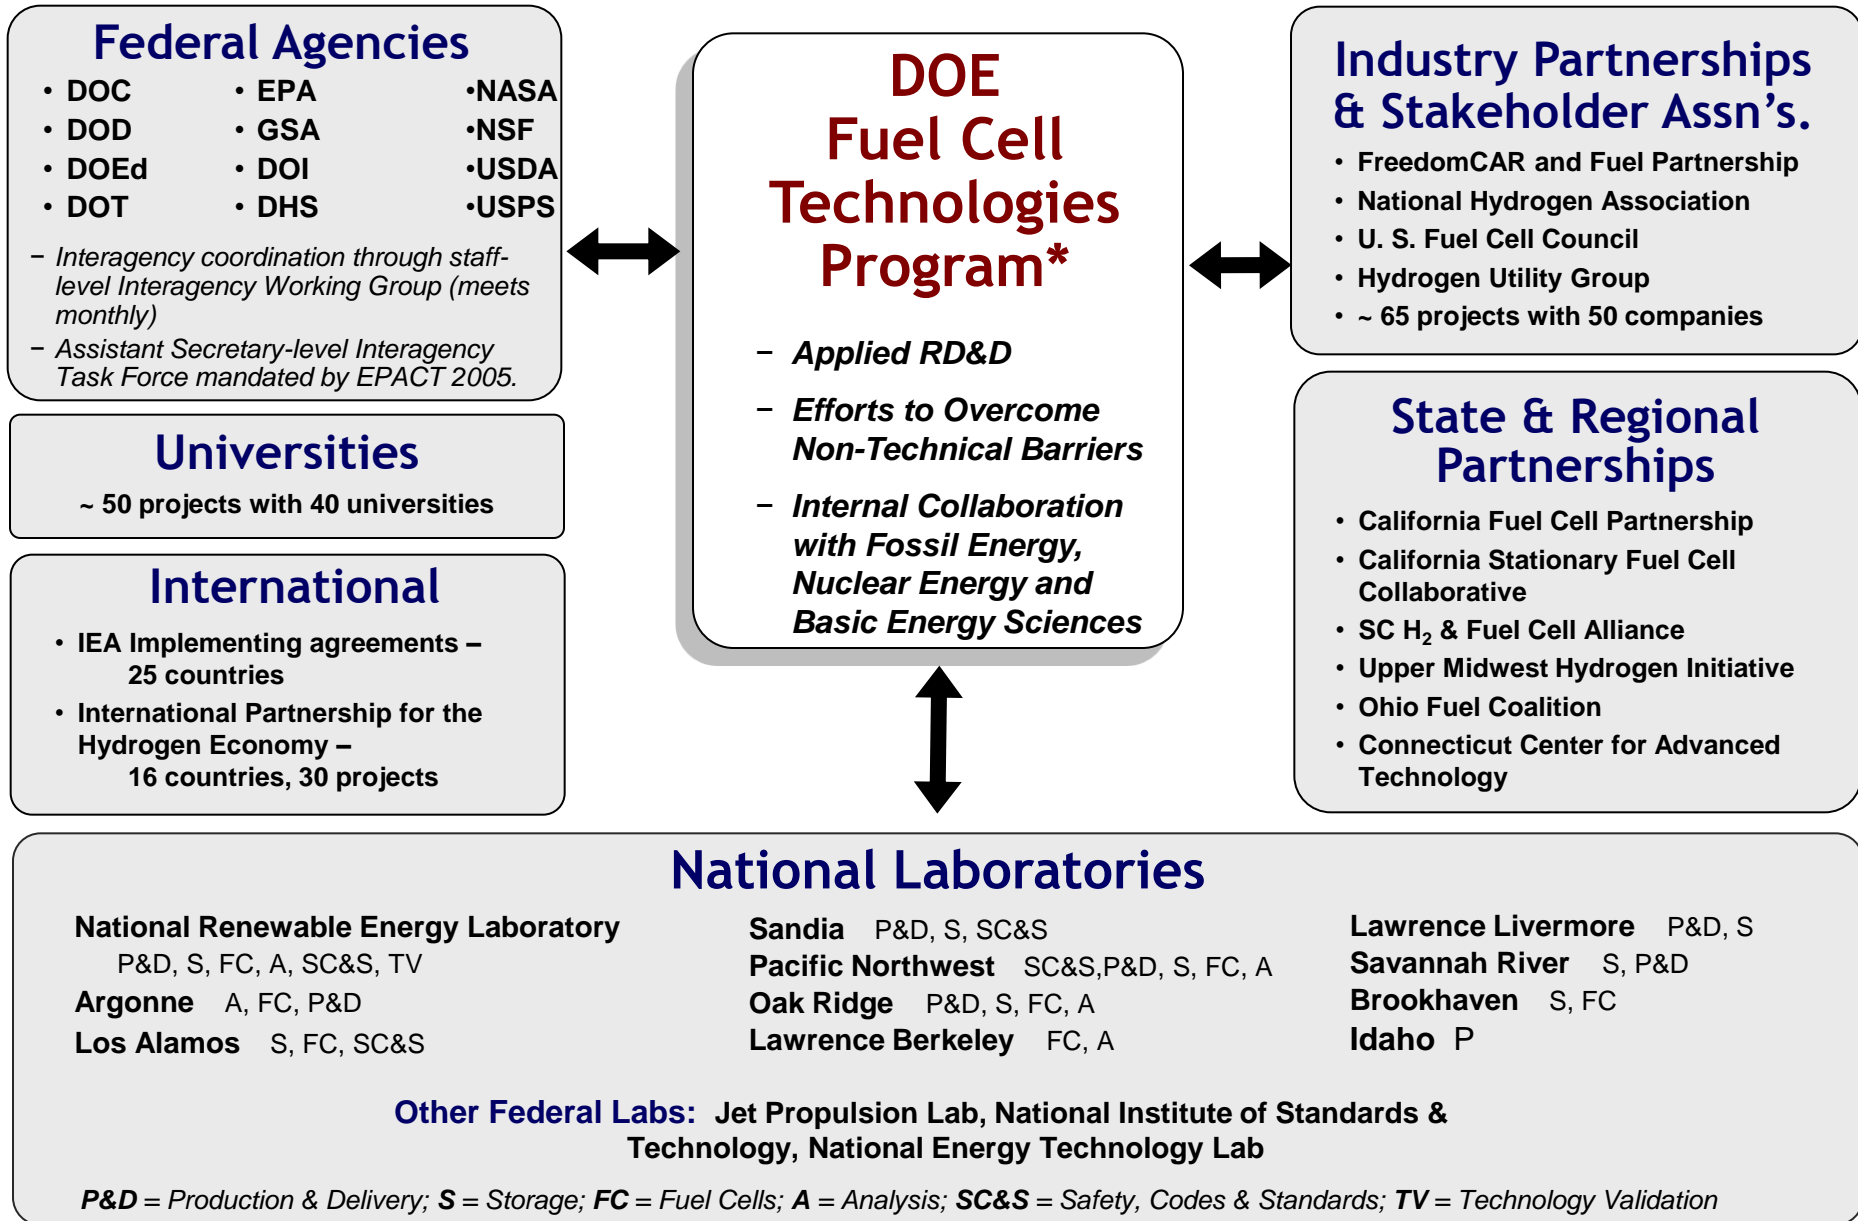 Federal Agencies
• DOC • EPA •NASA
• DOD • GSA •NSF
• DOEd • DOI •USDA
• DOT • DHS •USPS
– Interagency coordination through staff-
level Interagency Working Group (meets
monthly)
– Assistant Secretary-level Interagency
Task Force mandated by EPACT 2005.
Universities
~ 50 projects with 40 universities
International
• IEA Implementing agreements –
25 countries
• International Partnership for the
Hydrogen Economy –
16 countries, 30 projects
DOE
Fuel Cell
Technologies
Program*
– Applied RD&D
– Efforts to Overcome
Non-Technical Barriers
– Internal Collaboration
with Fossil Energy,
Nuclear Energy and
Basic Energy Sciences
Industry Partnerships
& Stakeholder Assn's.
• FreedomCAR and Fuel Partnership
• National Hydrogen Association
• U. S. Fuel Cell Council
• Hydrogen Utility Group
• ~ 65 projects with 50 companies
State & Regional
Partnerships
• California Fuel Cell Partnership
• California Stationary Fuel Cell
Collaborative
• SC H₂ & Fuel Cell Alliance
• Upper Midwest Hydrogen Initiative
• Ohio Fuel Coalition
• Connecticut Center for Advanced
Technology
National Laboratories
National Renewable Energy Laboratory
P&D, S, FC, A, SC&S, TV
Argonne A, FC, P&D
Los Alamos S, FC, SC&S
Sandia P&D, S, SC&S
Pacific Northwest SC&S,P&D, S, FC, A
Oak Ridge P&D, S, FC, A
Lawrence Berkeley FC, A
Lawrence Livermore P&D, S
Savannah River S, P&D
Brookhaven S, FC
Idaho P
Other Federal Labs: Jet Propulsion Lab, National Institute of Standards &
Technology, National Energy Technology Lab
P&D = Production & Delivery; S = Storage; FC = Fuel Cells; A = Analysis; SC&S = Safety, Codes & Standards; TV = Technology Validation